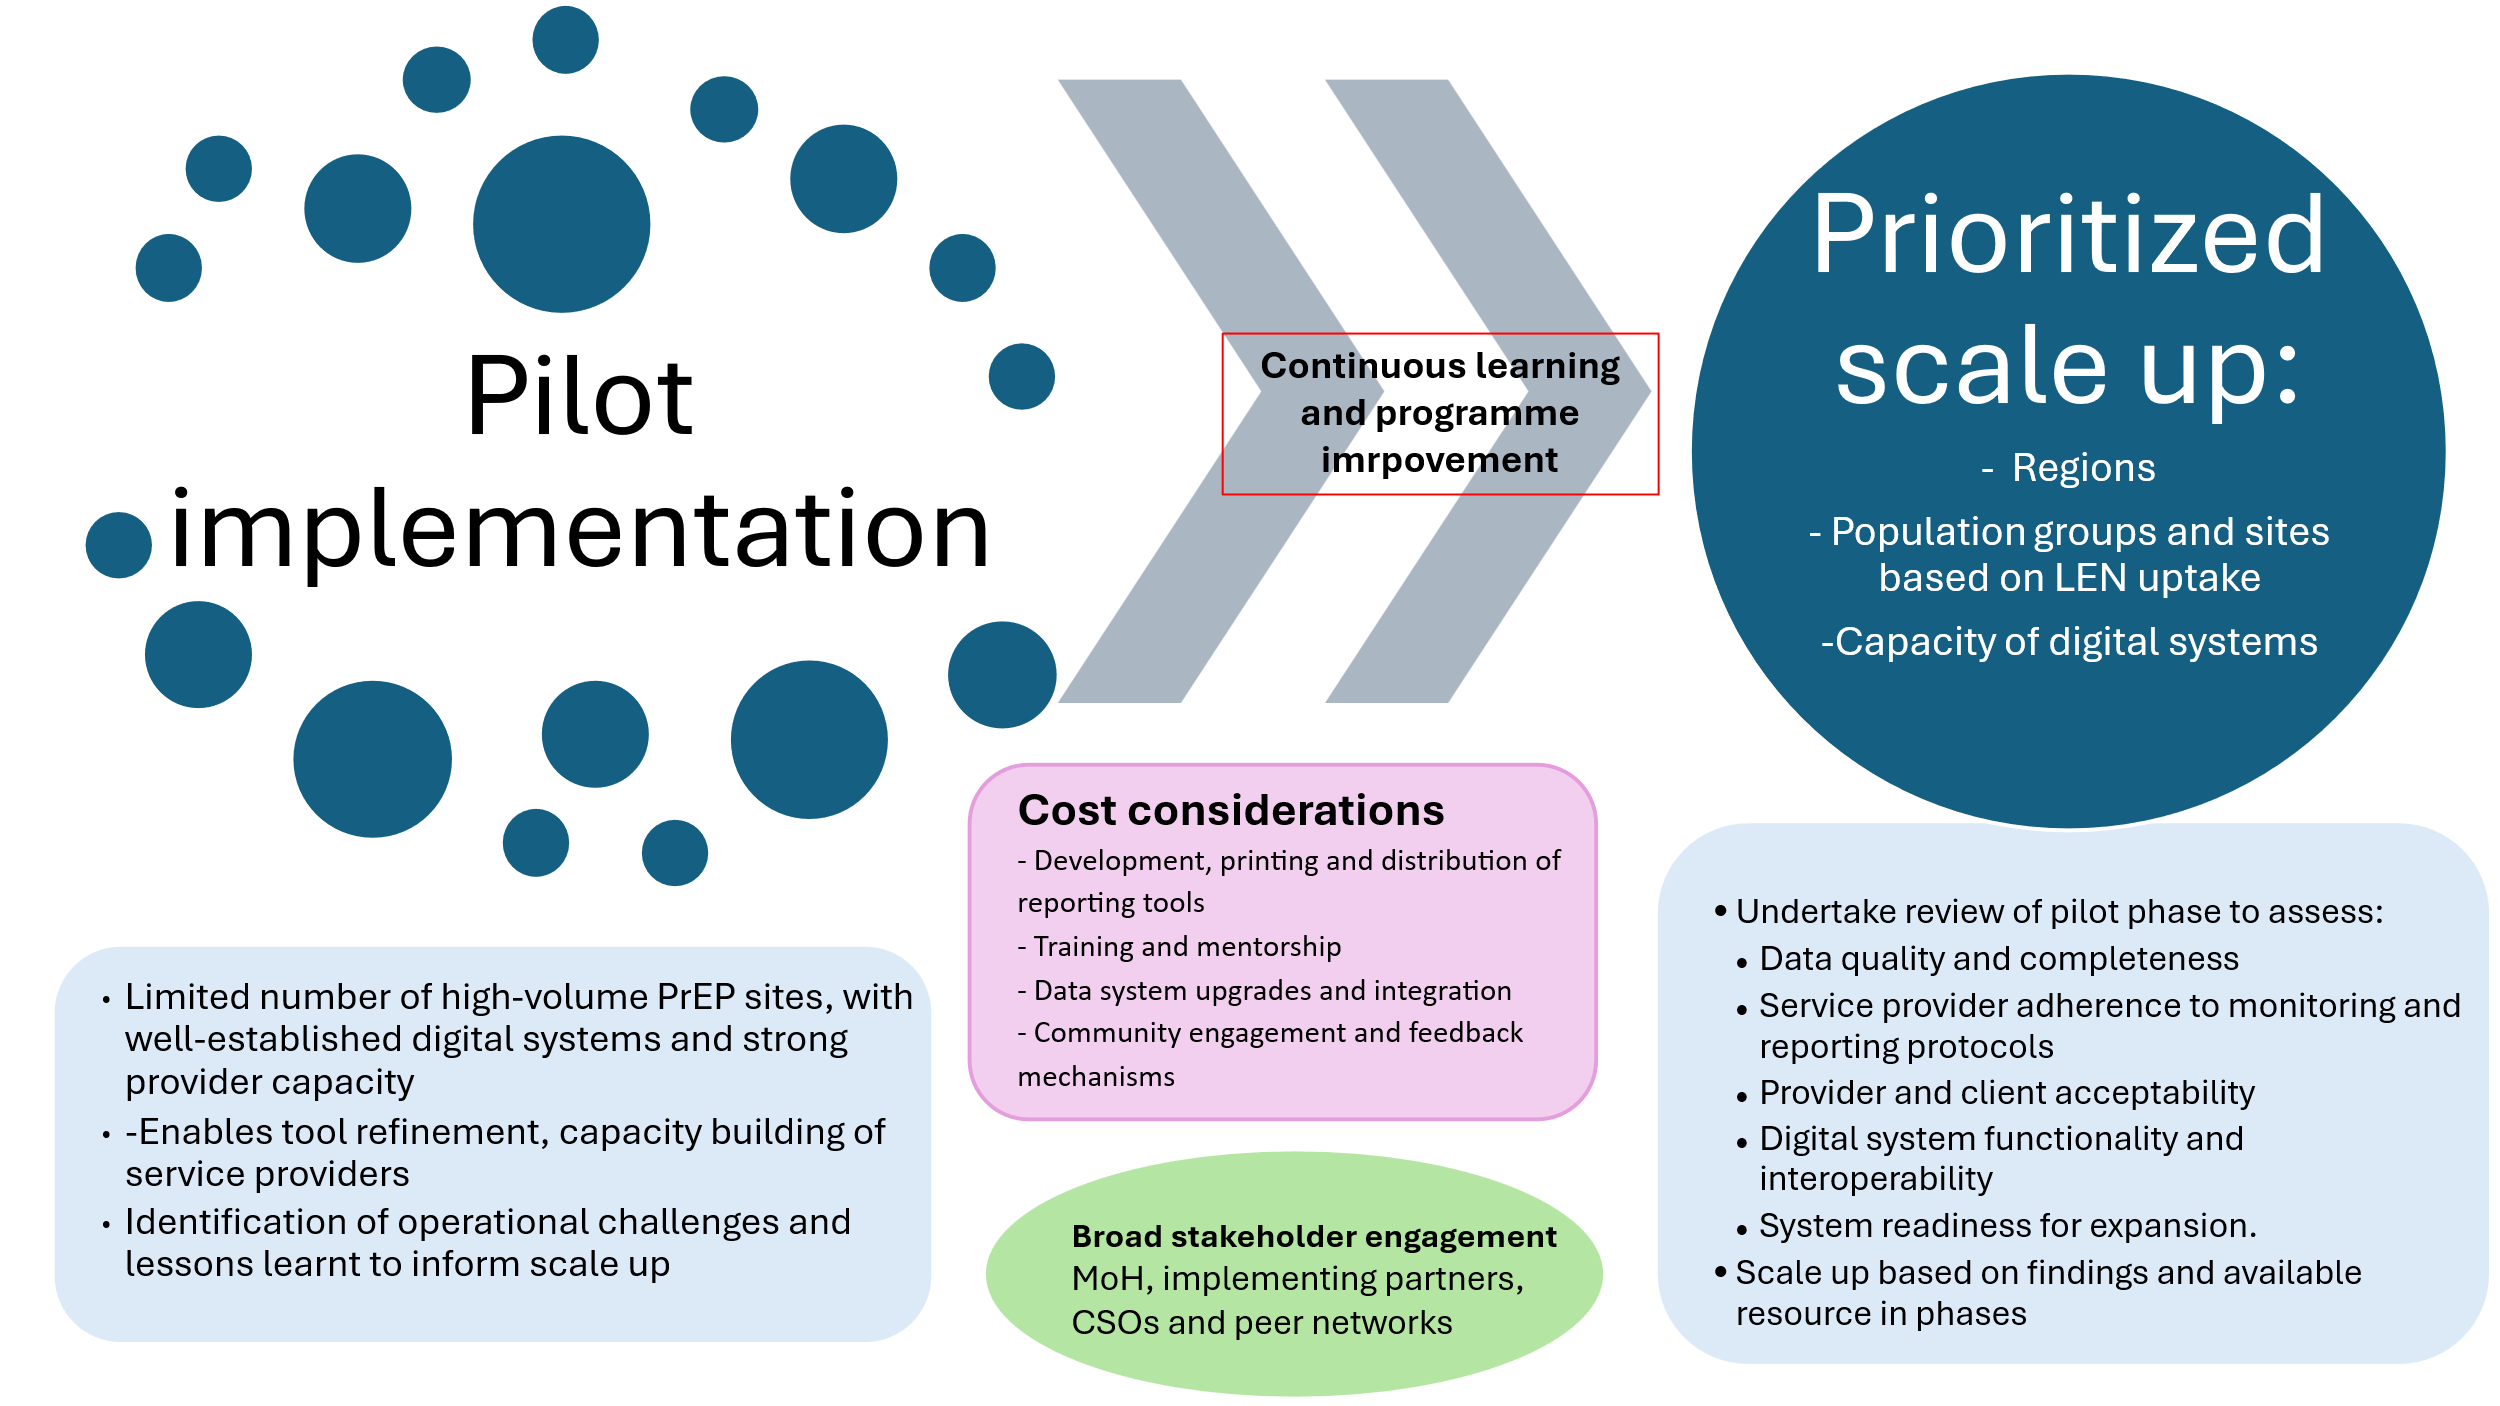 Pilot
implementation
Continuous learning
and programme
imrpovement
Prioritized
scale up:
- Regions
- Population groups and sites
based on LEN uptake
-Capacity of digital systems
• Limited number of high-volume PrEP sites, with
well-established digital systems and strong
provider capacity
• -Enables tool refinement, capacity building of
service providers
• Identification of operational challenges and
lessons learnt to inform scale up
Cost considerations
- Development, printing and distribution of
reporting tools
- Training and mentorship
- Data system upgrades and integration
- Community engagement and feedback
mechanisms
Broad stakeholder engagement
MoH, implementing partners,
CSOs and peer networks
• Undertake review of pilot phase to assess:
• Data quality and completeness
• Service provider adherence to monitoring and
reporting protocols
• Provider and client acceptability
• Digital system functionality and
interoperability
• System readiness for expansion.
• Scale up based on findings and available
resource in phases